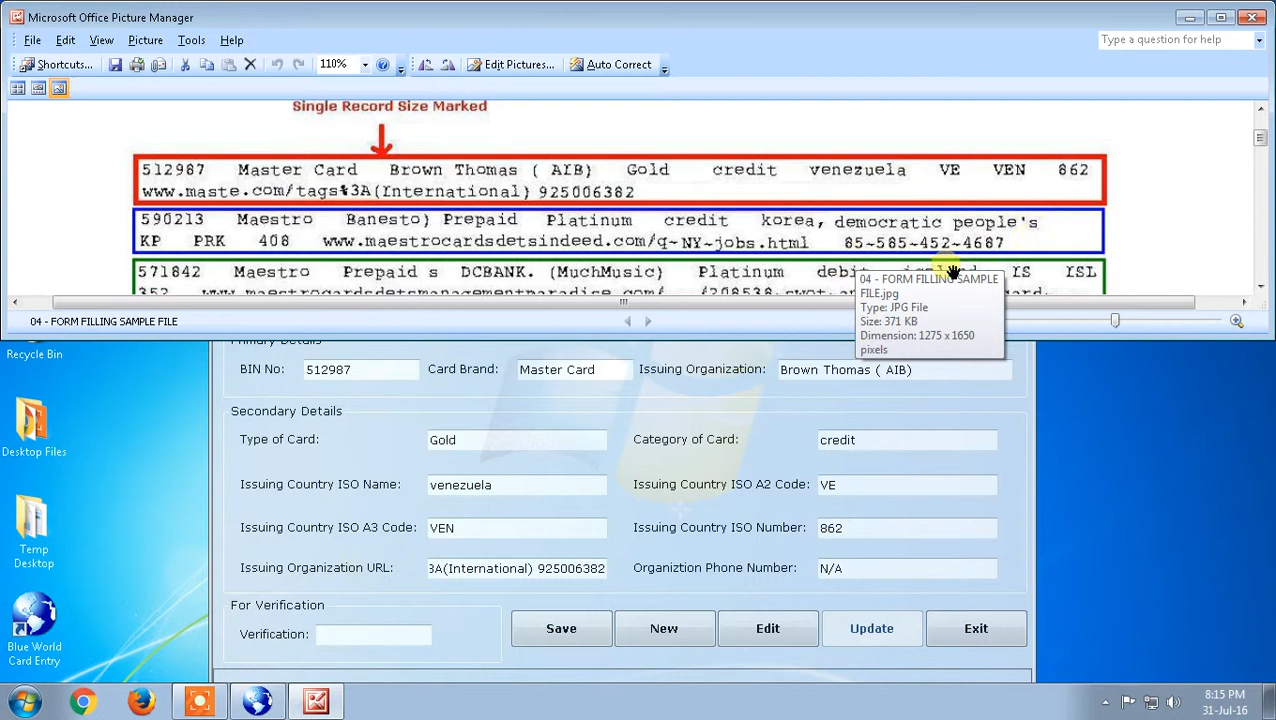 Microsoft Office Picture Manager
File Edit View Picture Tools Help
Type a question for help
Shortcuts... 110% Edit Pictures... Auto Correct
Single Record Size Marked
512987 Master Card Brown Thomas ( AIB) Gold credit venezuela VE VEN 862
www.maste.com/tags%3A(International) 925006382
590213 Maestro Banesto) Prepaid Platinum credit korea, democratic people's
KP PRK 408 www.maestrocardsdetsindeed.com/q~NY~jobs.html 85~585~452~4687
571842 Maestro Prepaid s DCBANK. (MuchMusic) Platinum debit IS ISL
04 - FORM FILLING SAMPLE
FILE.jpg
Type: JPG File
Size: 371 KB
Dimension: 1275 x 1650
pixels
04 - FORM FILLING SAMPLE FILE
Recycle Bin
Primary Details
BIN No: 512987 Card Brand: Master Card Issuing Organization: Brown Thomas ( AIB)
Secondary Details
Type of Card: Gold Category of Card: credit
Desktop Files
Issuing Country ISO Name: venezuela Issuing Country ISO A2 Code: VE
Issuing Country ISO A3 Code: VEN Issuing Country ISO Number: 862
Temp
Desktop
Issuing Organization URL: 3A(International) 925006382 Organiztion Phone Number: N/A
For Verification
Verification:
Save New Edit Update Exit
Blue World
Card Entry
8:15 PM
31-Jul-16